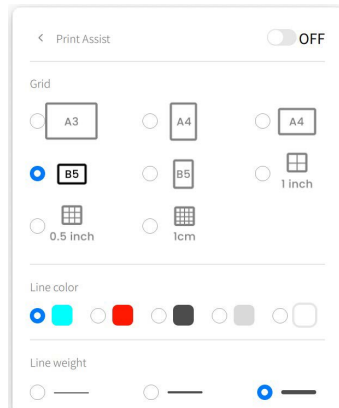 Print Assist
OFF
Grid
A3
A4
A4
B5
B5
1 inch
0.5 inch
1cm
Line color
Line weight